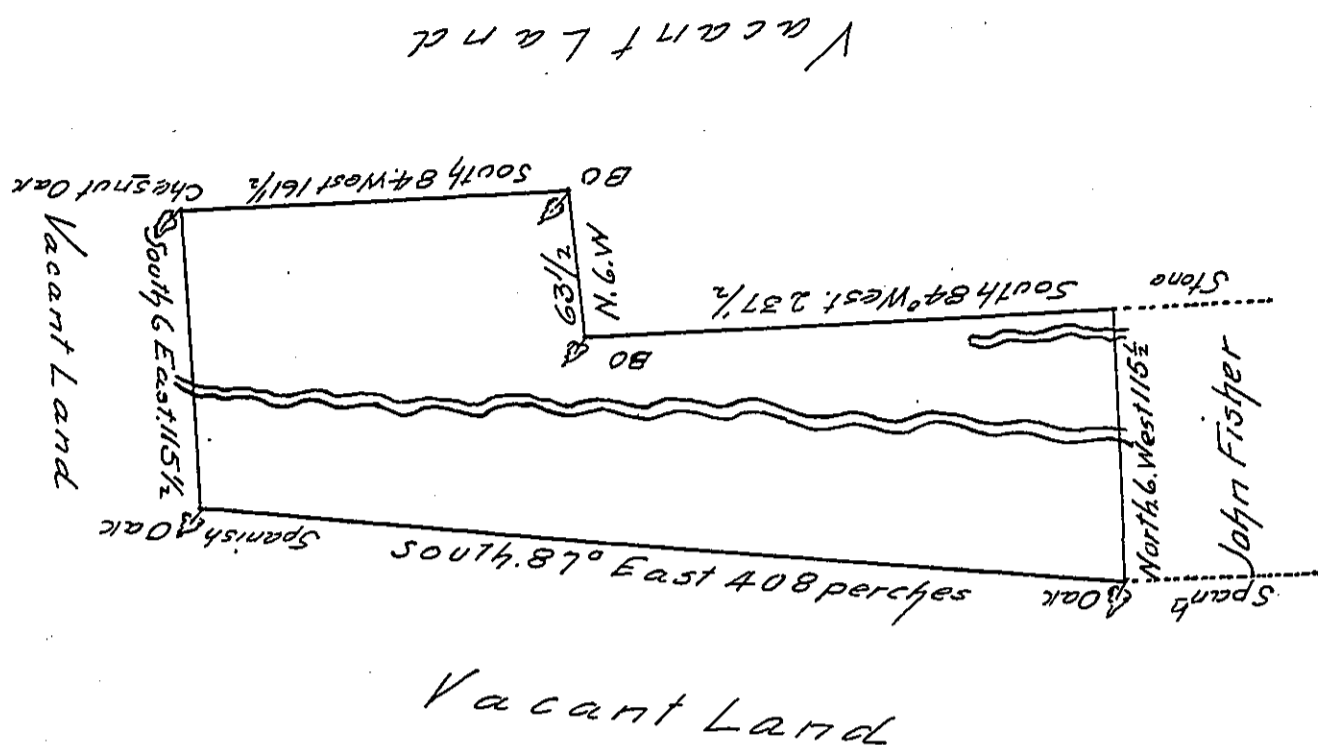 Vacant Land
Chesnut Oak
South 84 West 161½
BO
Vacant Land
South 6 East. 115½
63½
N.6.W
BO
South 84° West. 237½
Stone
North.6.West 115½
John Fisher
Spanish Oak
South.87° East 408 perches
Oak
Spanh
Vacant Land